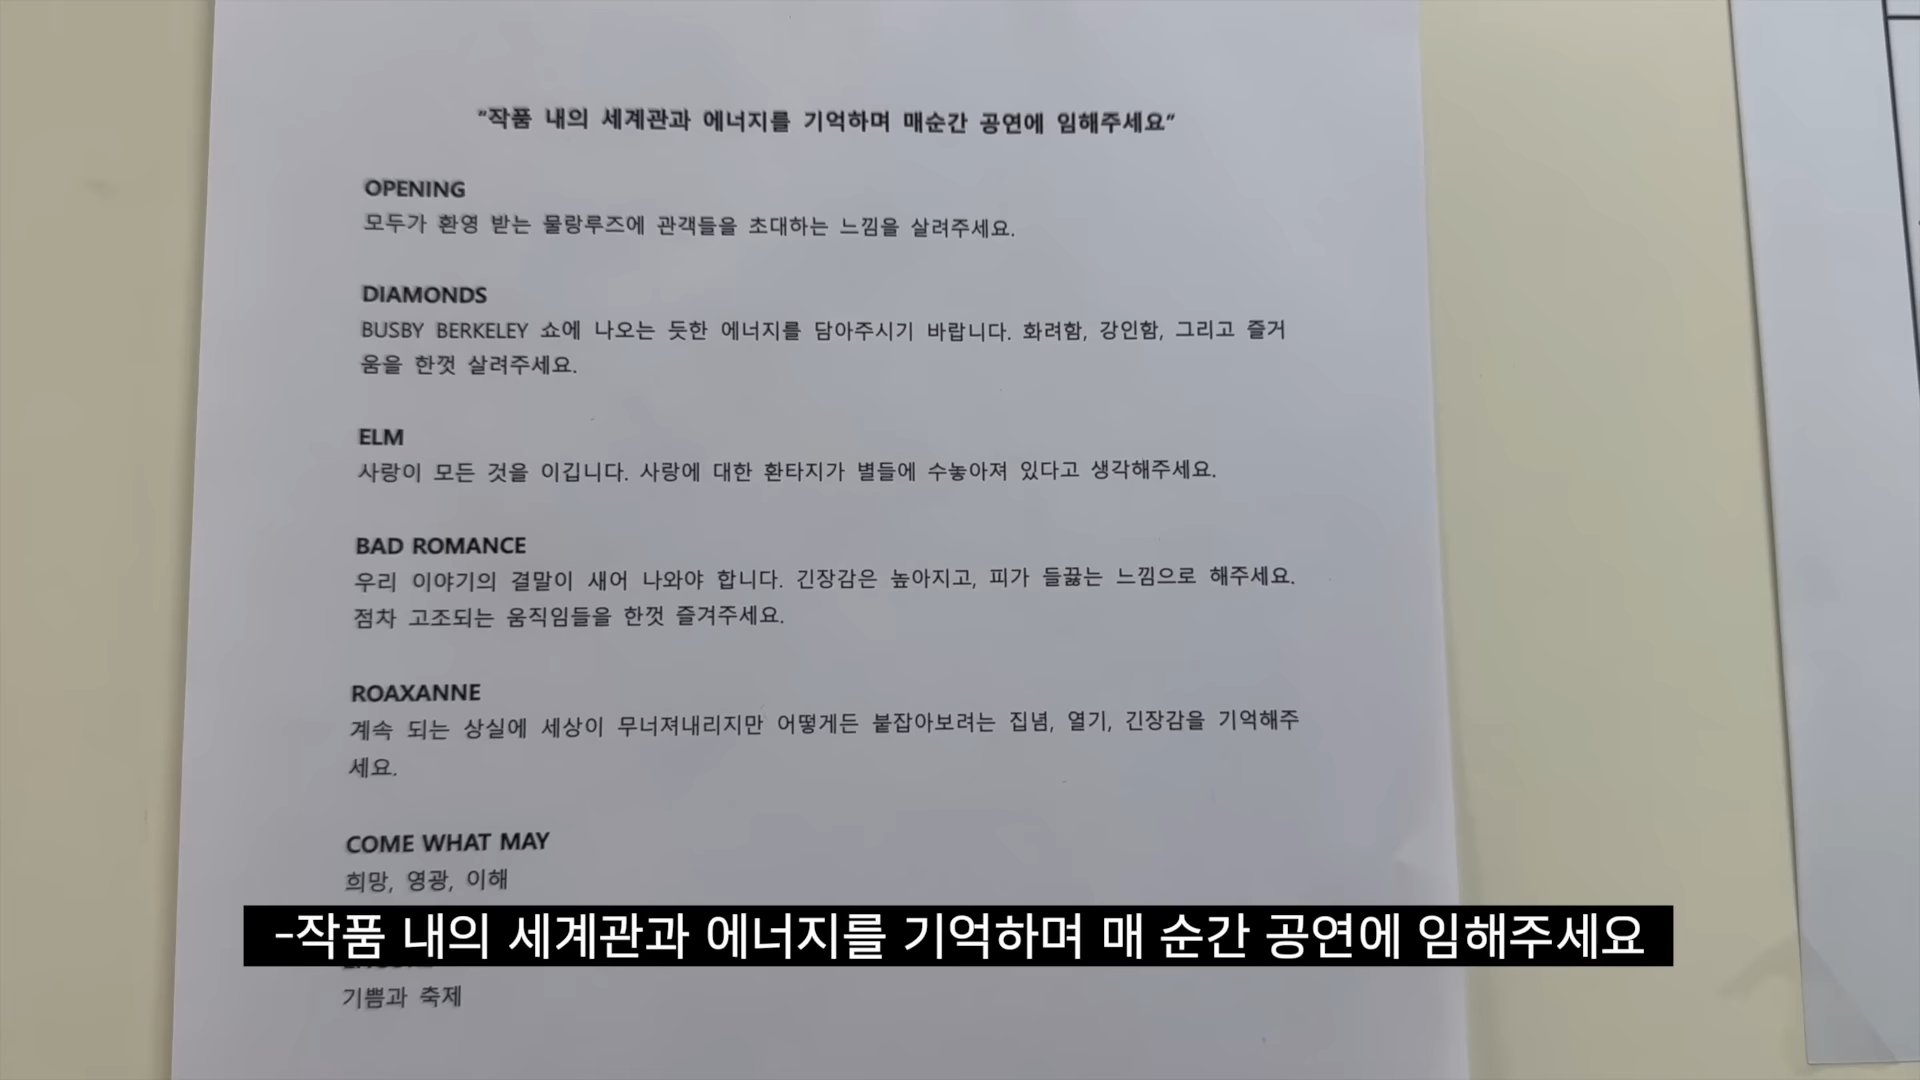 "작품 내의 세계관과 에너지를 기억하며 매순간 공연에 임해주세요"
OPENING
모두가 환영 받는 물랑루즈에 관객들을 초대하는 느낌을 살려주세요.
DIAMONDS
BUSBY BERKELEY 쇼에 나오는 듯한 에너지를 담아주시기 바랍니다. 화려함, 강인함, 그리고 즐거
움을 한껏 살려주세요.
ELM
사랑이 모든 것을 이깁니다. 사랑에 대한 환타지가 별들에 수놓아져 있다고 생각해주세요.
BAD ROMANCE
우리 이야기의 결말이 새어 나와야 합니다. 긴장감은 높아지고, 피가 들끓는 느낌으로 해주세요.
점차 고조되는 움직임들을 한껏 즐겨주세요.
ROAXANNE
계속 되는 상실에 세상이 무너져내리지만 어떻게든 붙잡아보려는 집념, 열기, 긴장감을 기억해주
세요.
COME WHAT MAY
희망, 영광, 이해
-작품 내의 세계관과 에너지를 기억하며 매 순간 공연에 임해주세요
기쁨과 축제